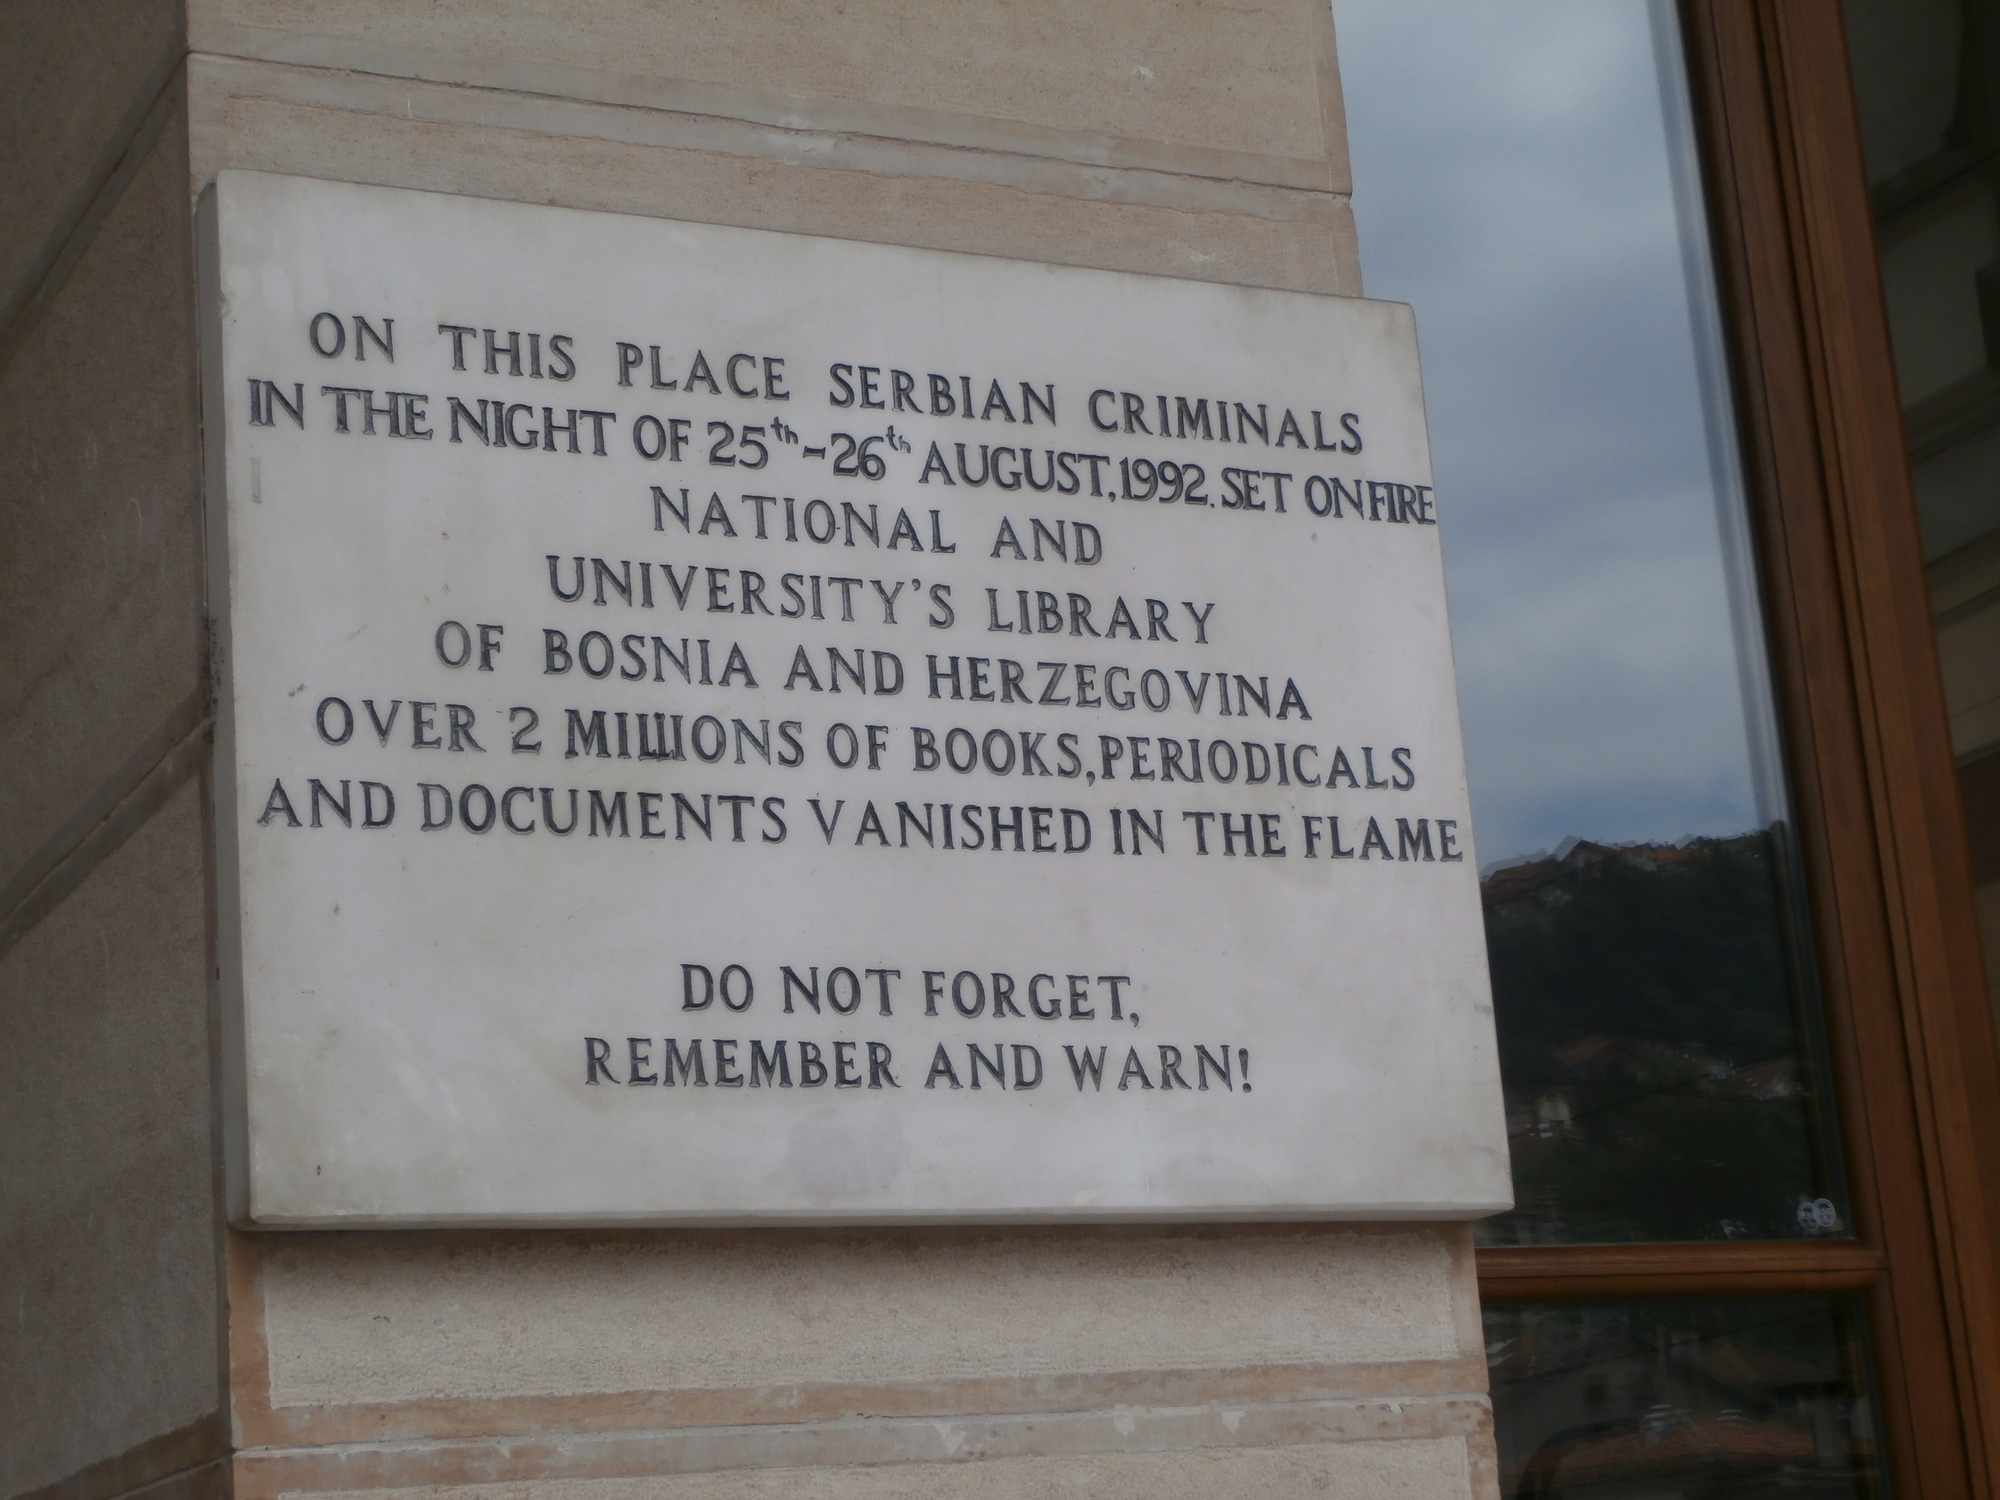 ON THIS PLACE SERBIAN CRIMINALS
IN THE NIGHT OF 25th-26th AUGUST, 1992. SET ON FIRE
NATIONAL AND
UNIVERSITY'S LIBRARY
OF BOSNIA AND HERZEGOVINA
OVER 2 MILLIONS OF BOOKS, PERIODICALS
AND DOCUMENTS VANISHED IN THE FLAME
DO NOT FORGET,
REMEMBER AND WARN!